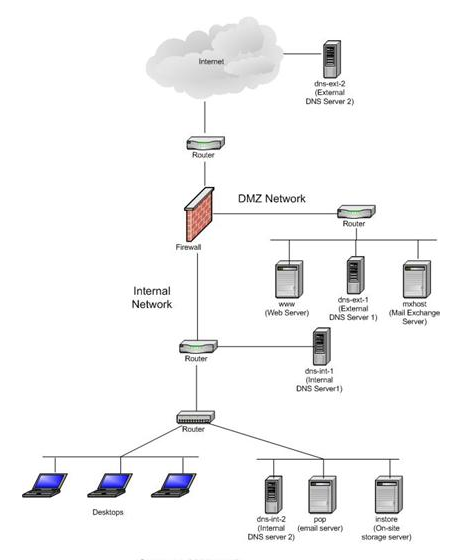 Internet
dns-ext-2
(External
DNS Server 2)
Router
DMZ Network
Router
Firewall
www
(Web Server)
dns-ext-1
(External
DNS Server 1)
mxhost
(Mail Exchange
Server)
Internal
Network
Router
dns-int-1
(Internal
DNS Server1)
Router
Desktops
dns-int-2
(Internal
DNS server 2)
pop
(email server)
instore
(On-site
storage server)